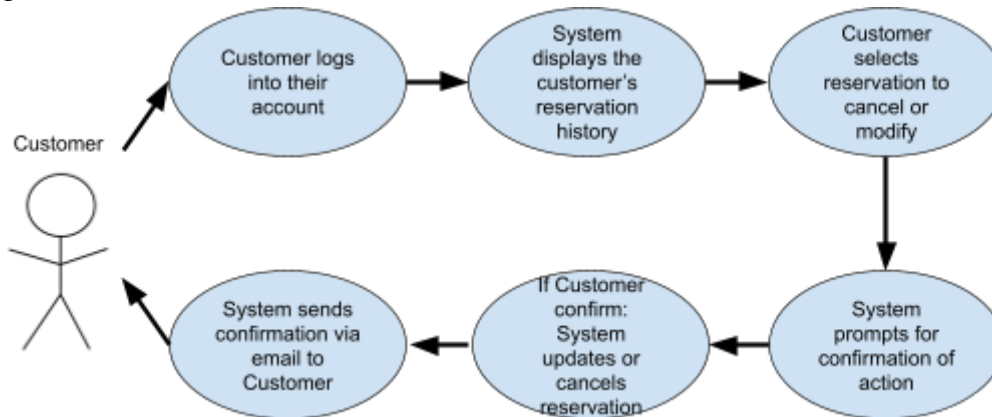 Customer
Customer logs
into their
account
System
displays the
customer's
reservation
history
Customer
selects
reservation to
cancel or
modify
System
prompts for
confirmation of
action
If Customer
confirm:
System
updates or
cancels
reservation
System sends
confirmation via
email to
Customer